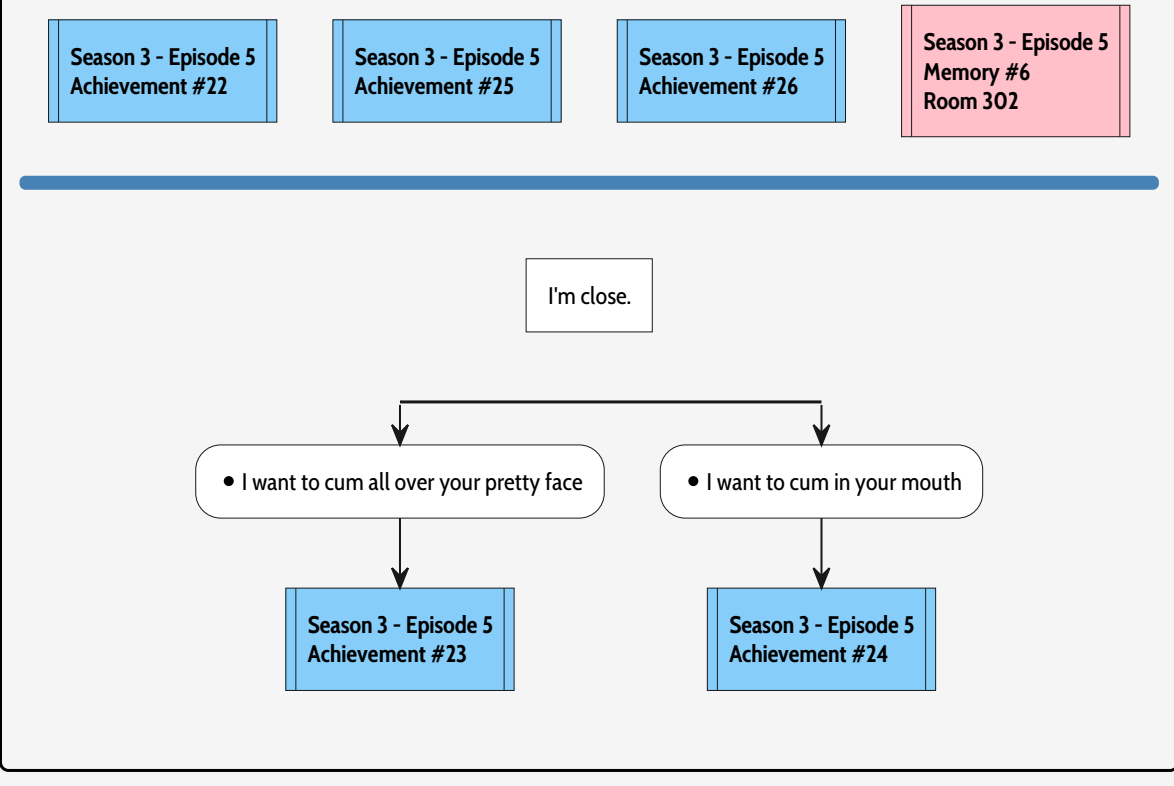 Season 3 - Episode 5
Achievement #22
Season 3 - Episode 5
Achievement #25
Season 3 - Episode 5
Achievement #26
Season 3 - Episode 5
Memory #6
Room 302
I'm close.
• I want to cum all over your pretty face
• I want to cum in your mouth
Season 3 - Episode 5
Achievement #23
Season 3 - Episode 5
Achievement #24